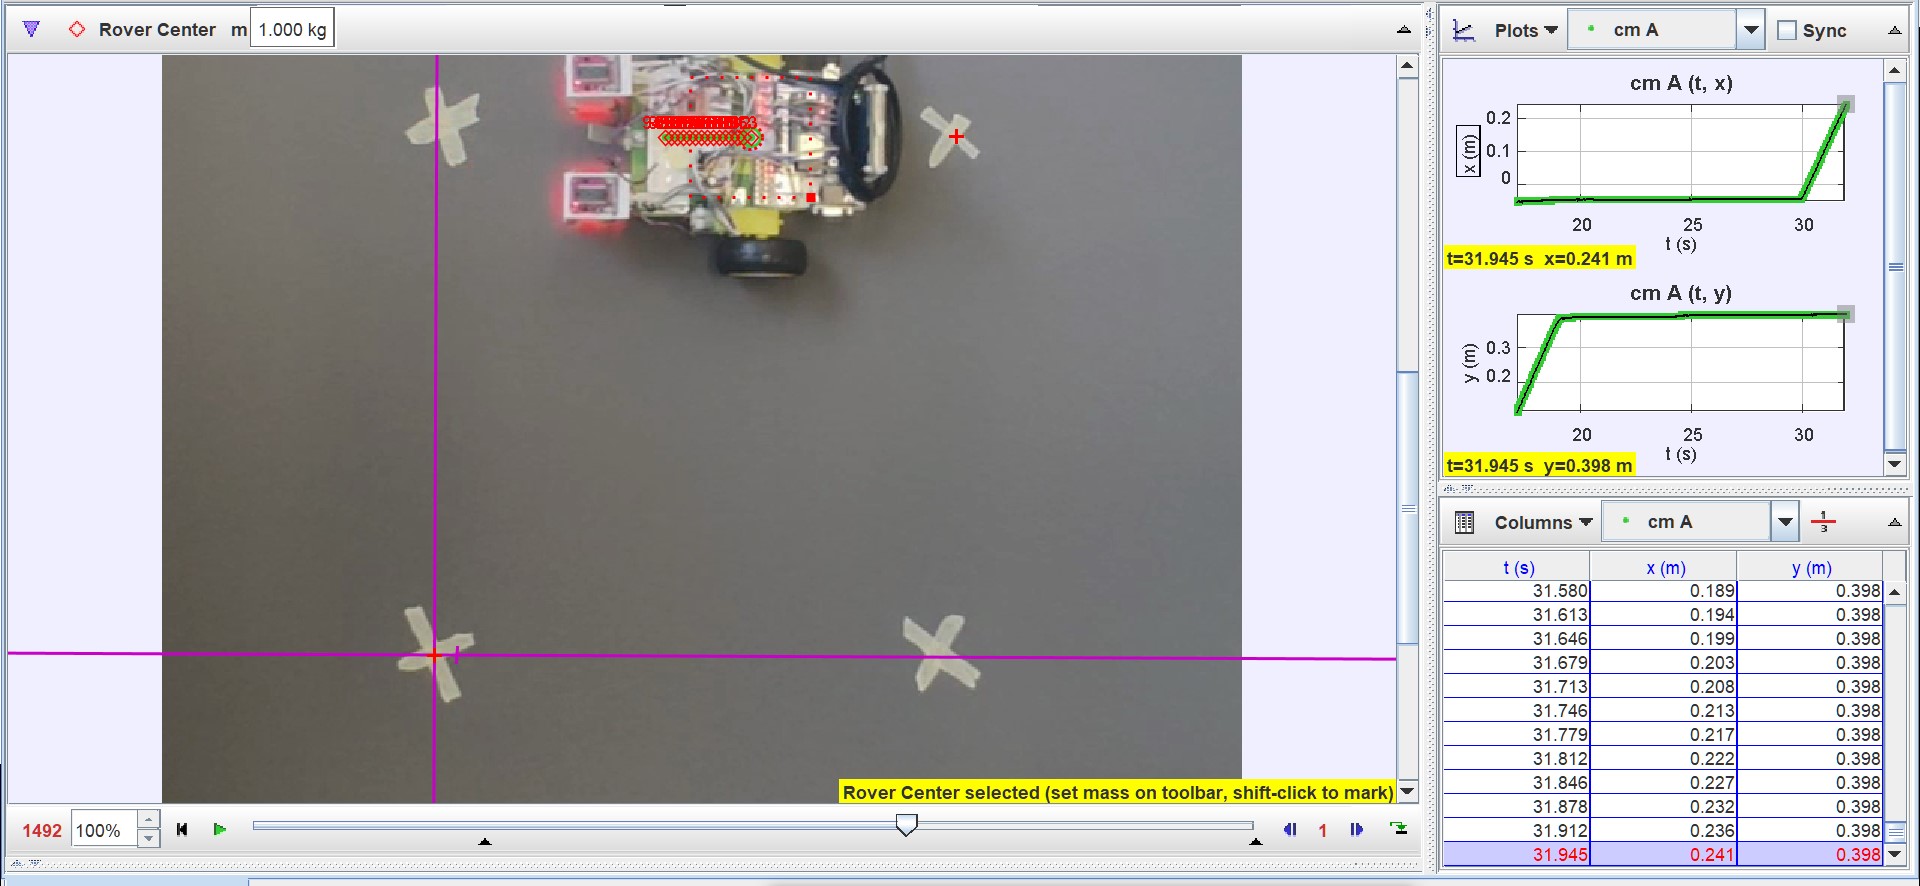 Rover Center m 1.000 kg
Plots cm A Sync
cm A (t, x)
0.2
0.1
0
x (m)
20 25 30
t (s)
t=31.945 s x=0.241 m
cm A (t, y)
0.3
0.2
y (m)
20 25 30
t (s)
t=31.945 s y=0.398 m
Columns cm A 1
3
t (s) x (m) y (m)
31.580 0.189 0.398
31.613 0.194 0.398
31.646 0.199 0.398
31.679 0.203 0.398
31.713 0.208 0.398
31.746 0.213 0.398
31.779 0.217 0.398
31.812 0.222 0.398
31.846 0.227 0.398
31.878 0.232 0.398
31.912 0.236 0.398
31.945 0.241 0.398
Rover Center selected (set mass on toolbar, shift-click to mark)
1492 100% 1